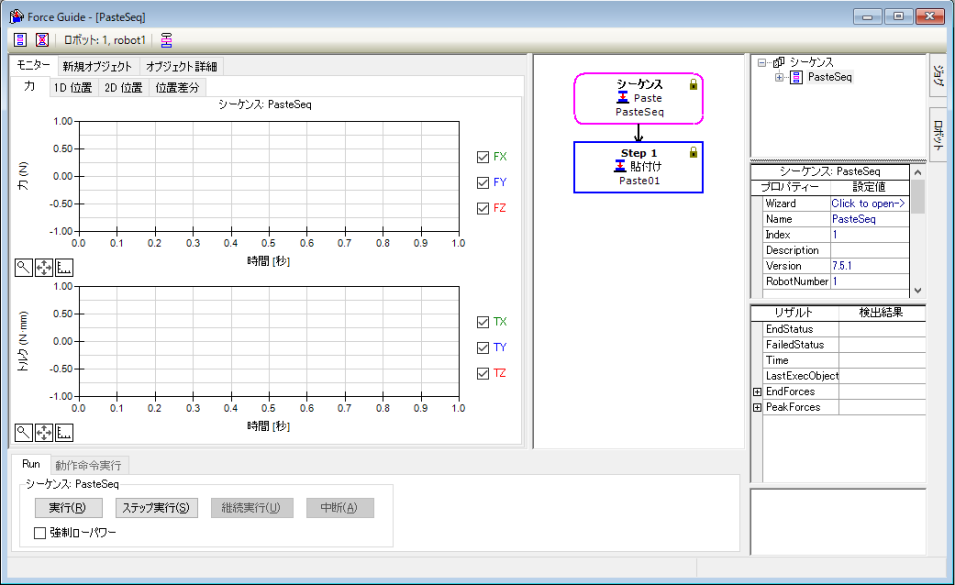 Force Guide - [PasteSeq]
ロボット: 1, robot1
モニター 新規オブジェクト オブジェクト詳細
力 1D 位置 2D 位置 位置差分
シーケンス: PasteSeq
1.00
0.50
0.00
-0.50
-1.00
力 (N)
0.0 0.1 0.2 0.3 0.4 0.5 0.6 0.7 0.8 0.9 1.0
時間 [秒]
FX
FY
FZ
1.00
0.50
0.00
-0.50
-1.00
トルク (N･mm)
0.0 0.1 0.2 0.3 0.4 0.5 0.6 0.7 0.8 0.9 1.0
時間 [秒]
TX
TY
TZ
シーケンス
Paste
PasteSeq
Step 1
貼付け
Paste01
シーケンス
PasteSeq
ジョグ
ロボット
シーケンス: PasteSeq
プロパティー 設定値
Wizard Click to open->
Name PasteSeq
Index 1
Description
Version 7.5.1
RobotNumber 1
リザルト 検出結果
EndStatus
FailedStatus
Time
LastExecObject
EndForces
PeakForces
Run 動作命令実行
シーケンス: PasteSeq
実行(R) ステップ実行(S) 継続実行(U) 中断(A)
強制ローパワー